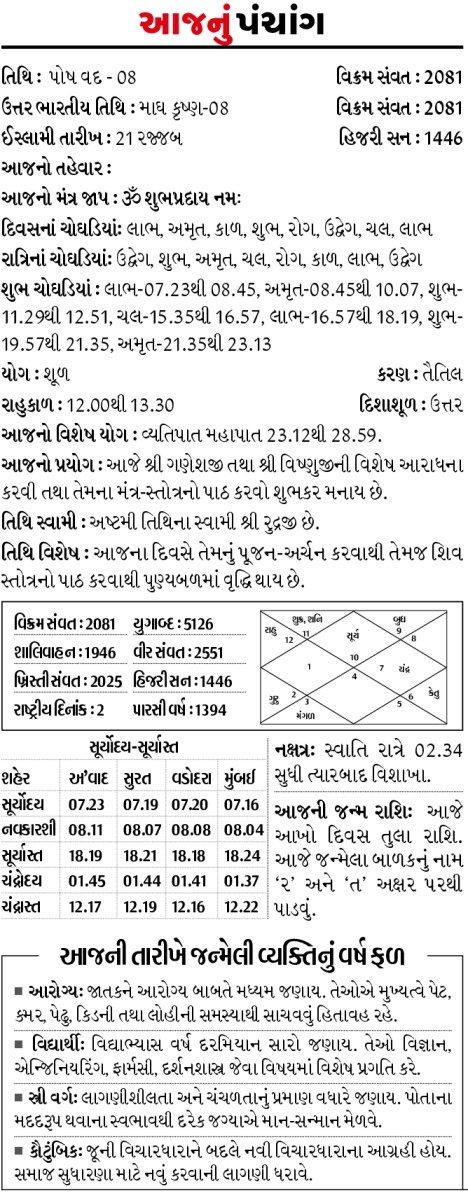 આજનું પંચાંગ
તિથિ : પોષ વદ - 08 વિક્રમ સંવત : 2081
ઉત્તર ભારતીય તિથિ : માઘ કૃષ્ણ-08 વિક્રમ સંવત : 2081
ઈસ્લામી તારીખ : 21 રજ્જબ હિજરી સન : 1446
આજનો તહેવાર :
આજનો મંત્ર જાપ : ૐ શુભપ્રદાય નમઃ
દિવસનાં ચોઘડિયાં: લાભ, અમૃત, કાળ, શુભ, રોગ, ઉદ્વેગ, ચલ, લાભ
રાત્રિનાં ચોઘડિયાં: ઉદ્વેગ, શુભ, અમૃત, ચલ, રોગ, કાળ, લાભ, ઉદ્વેગ
શુભ ચોઘડિયાં : લાભ-07.23થી 08.45, અમૃત-08.45થી 10.07, શુભ-
11.29થી 12.51, ચલ-15.35થી 16.57, લાભ-16.57થી 18.19, શુભ-
19.57થી 21.35, અમૃત-21.35થી 23.13
યોગ : શૂળ કરણ : તૈતિલ
રાહુકાળ : 12.00થી 13.30 દિશાશૂળ : ઉત્તર
આજનો વિશેષ યોગ : વ્યતિપાત મહાપાત 23.12થી 28.59.
આજનો પ્રયોગ : આજે શ્રી ગણેશજી તથા શ્રી વિષ્ણુજીની વિશેષ આરાધના
કરવી તથા તેમના મંત્ર-સ્તોત્રનો પાઠ કરવો શુભકર મનાય છે.
તિથિ સ્વામી : અષ્ટમી તિથિના સ્વામી શ્રી રુદ્રજી છે.
તિથિ વિશેષ : આજના દિવસે તેમનું પૂજન-અર્ચન કરવાથી તેમજ શિવ
સ્તોત્રનો પાઠ કરવાથી પુણ્યબળમાં વૃદ્ધિ થાય છે.
વિક્રમ સંવત : 2081 યુગાબ્દ : 5126
શાલિવાહન : 1946 વીર સંવત : 2551
ખ્રિસ્તી સંવત : 2025 હિજરી સન : 1446
રાષ્ટ્રીય દિનાંક : 2 પારસી વર્ષ : 1394
શુક્ર, શનિ બુધ
રાહુ 12 11 સૂર્ય 9 8
10
1 7 ચંદ્ર
4
ગુરુ 2 3 6 કેતુ
મંગળ 5
સૂર્યોદય-સૂર્યાસ્ત
શહેર અ'વાદ સુરત વડોદરા મુંબઈ
સૂર્યોદય 07.23 07.19 07.20 07.16
નવકારશી 08.11 08.07 08.08 08.04
સૂર્યાસ્ત 18.19 18.21 18.18 18.24
ચંદ્રોદય 01.45 01.44 01.41 01.37
ચંદ્રાસ્ત 12.17 12.19 12.16 12.22
નક્ષત્ર: સ્વાતિ રાત્રે 02.34
સુધી ત્યારબાદ વિશાખા.
આજની જન્મ રાશિ: આજે
આખો દિવસ તુલા રાશિ.
આજે જન્મેલા બાળકનું નામ
'ર' અને 'ત' અક્ષર પરથી
પાડવું.
આજની તારીખે જન્મેલી વ્યક્તિનું વર્ષ ફળ
■ આરોગ્ય: જાતકને આરોગ્ય બાબતે મધ્યમ જણાય. તેઓએ મુખ્યત્વે પેટ,
કમર, પેઢુ, કિડની તથા લોહીની સમસ્યાથી સાચવવું હિતાવહ રહે.
■ વિદ્યાર્થી: વિદ્યાભ્યાસ વર્ષ દરમિયાન સારો જણાય. તેઓ વિજ્ઞાન,
એન્જિનિયરિંગ, ફાર્મસી, દર્શનશાસ્ત્ર જેવા વિષયમાં વિશેષ પ્રગતિ કરે.
■ સ્ત્રી વર્ગ: લાગણીશીલતા અને ચંચળતાનું પ્રમાણ વધારે જણાય. પોતાના
મદદરૂપ થવાના સ્વભાવથી દરેક જગ્યાએ માન-સન્માન મેળવે.
■ કૌટુંબિક: જૂની વિચારધારાને બદલે નવી વિચારધારાના આગ્રહી હોય.
સમાજ સુધારણા માટે નવું કરવાની લાગણી ધરાવે.